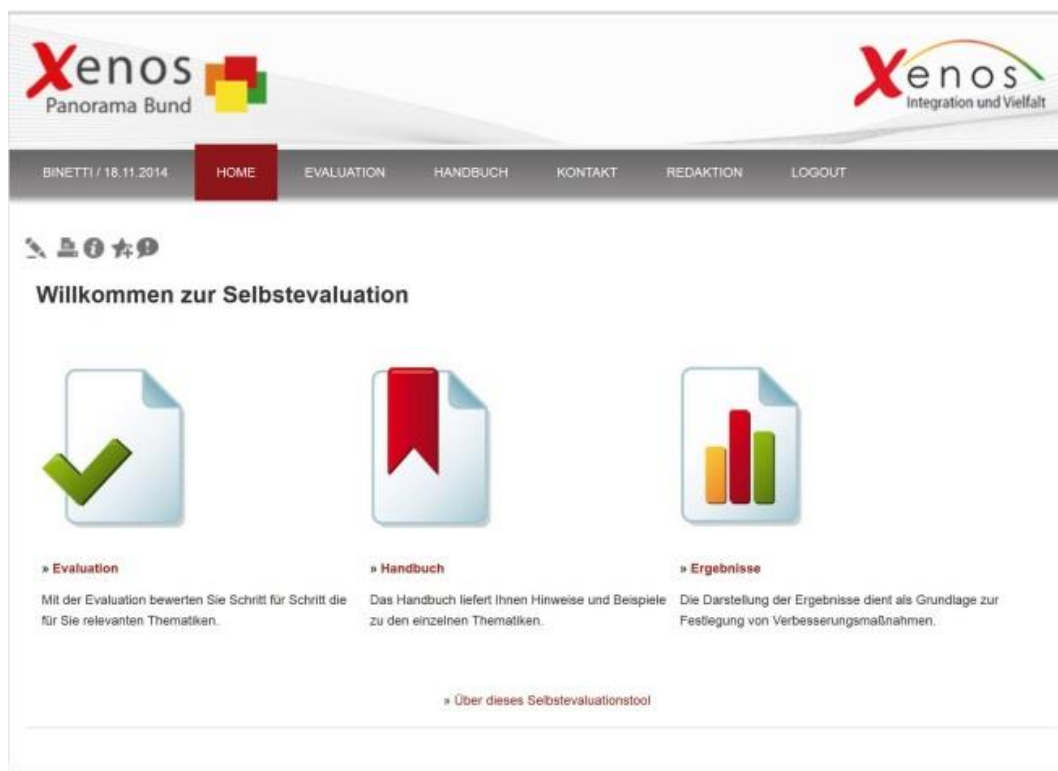 Xenos
Panorama Bund
Xenos
Integration und Vielfalt
BINETTI / 18.11.2014 HOME EVALUATION HANDBUCH KONTAKT REDAKTION LOGOUT
Willkommen zur Selbstevaluation
» Evaluation
Mit der Evaluation bewerten Sie Schritt für Schritt die
für Sie relevanten Thematiken.
» Handbuch
Das Handbuch liefert Ihnen Hinweise und Beispiele
zu den einzelnen Thematiken.
» Ergebnisse
Die Darstellung der Ergebnisse dient als Grundlage zur
Festlegung von Verbesserungsmaßnahmen.
» Über dieses Selbstevaluationstool